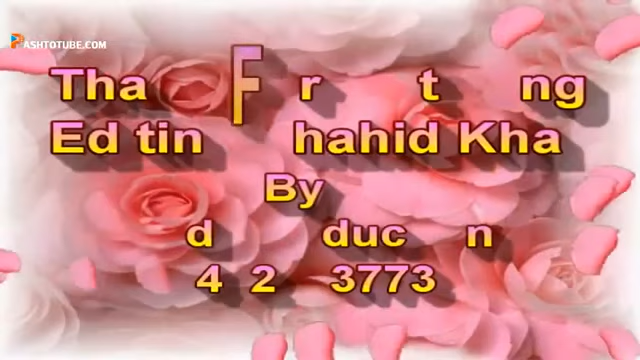 PASHTOTUBE.COM
Tha F r t ng
Ed tin hahid Kha
By
d duc n
4 2 3773